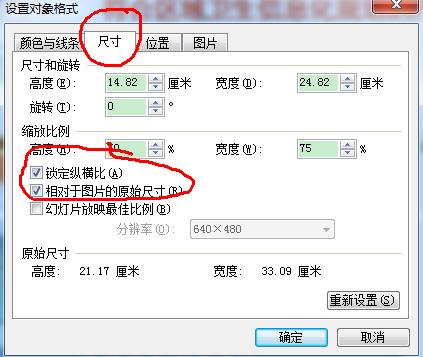 设置对象格式
颜色与线条 尺寸 位置 图片
尺寸和旋转
高度(E): 14.82 厘米 宽度(D): 24.82 厘米
旋转(T): 0 °
缩放比例
高度(H): 70 % 宽度(W): 75 %
锁定纵横比(A)
相对于图片的原始尺寸(R)
幻灯片放映最佳比例(B)
分辨率(O): 640×480
原始尺寸
高度: 21.17 厘米 宽度: 33.09 厘米
重新设置(S)
确定 取消